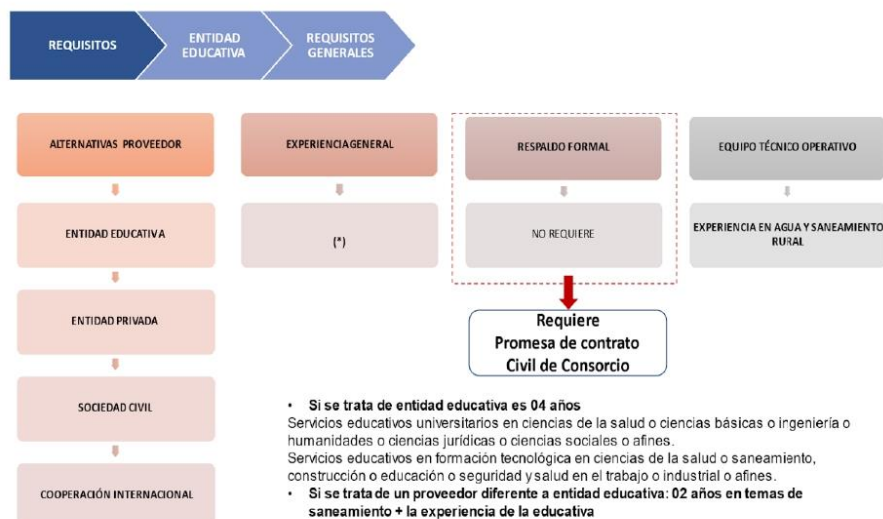 REQUISITOS
ENTIDAD
EDUCATIVA
REQUISITOS
GENERALES
ALTERNATIVAS PROVEEDOR
ENTIDAD EDUCATIVA
ENTIDAD PRIVADA
SOCIEDAD CIVIL
COOPERACIÓN INTERNACIONAL
EXPERIENCIA GENERAL
(*)
RESPALDO FORMAL
NO REQUIERE
Requiere
Promesa de contrato
Civil de Consorcio
EQUIPO TÉCNICO OPERATIVO
EXPERIENCIA EN AGUA Y SANEAMIENTO
RURAL
• Si se trata de entidad educativa es 04 años
Servicios educativos universitarios en ciencias de la salud o ciencias básicas o ingeniería o
humanidades o ciencias jurídicas o ciencias sociales o afines.
Servicios educativos en formación tecnológica en ciencias de la salud o saneamiento,
construcción o educación o seguridad y salud en el trabajo o industrial o afines.
• Si se trata de un proveedor diferente a entidad educativa: 02 años en temas de
saneamiento + la experiencia de la educativa